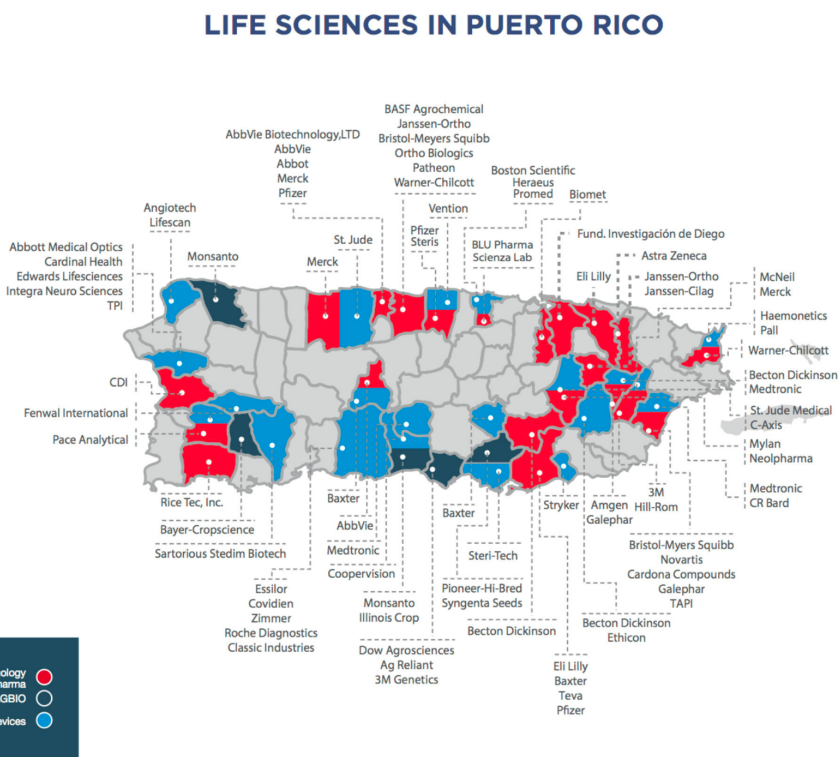 LIFE SCIENCES IN PUERTO RICO
BASF Agrochemical
Janssen-Ortho
Bristol-Meyers Squibb
Ortho Biologics
Patheon
Warner-Chilcott
AbbVie Biotechnology,LTD
AbbVie
Abbot
Merck
Pfizer
Boston Scientific
Heraeus
Promed
Biomet
Angiotech
Lifescan
Vention
Pfizer
Steris
Fund. Investigación de Diego
St. Jude
BLU Pharma
Scienza Lab
Abbott Medical Optics
Cardinal Health
Edwards Lifesciences
Integra Neuro Sciences
TPI
Monsanto
Merck
Astra Zeneca
Eli Lilly
Janssen-Ortho
Janssen-Cilag
McNeil
Merck
Haemonetics
Pall
Warner-Chilcott
CDI
Becton Dickinson
Medtronic
Fenwal International
St. Jude Medical
C-Axis
Pace Analytical
Mylan
Neolpharma
Medtronic
CR Bard
Rice Tec, Inc.
Baxter
Baxter
Stryker
Amgen
Galephar
3M
Hill-Rom
Bayer-Cropscience
AbbVie
Sartorious Stedim Biotech
Medtronic
Steri-Tech
Bristol-Myers Squibb
Novartis
Cardona Compounds
Galephar
TAPI
Coopervision
Essilor
Covidien
Zimmer
Roche Diagnostics
Classic Industries
Monsanto
Illinois Crop
Pioneer-Hi-Bred
Syngenta Seeds
Becton Dickinson
Becton Dickinson
Ethicon
Dow Agrosciences
Ag Reliant
3M Genetics
Eli Lilly
Baxter
Teva
Pfizer
ology
harma
GBIO
evices